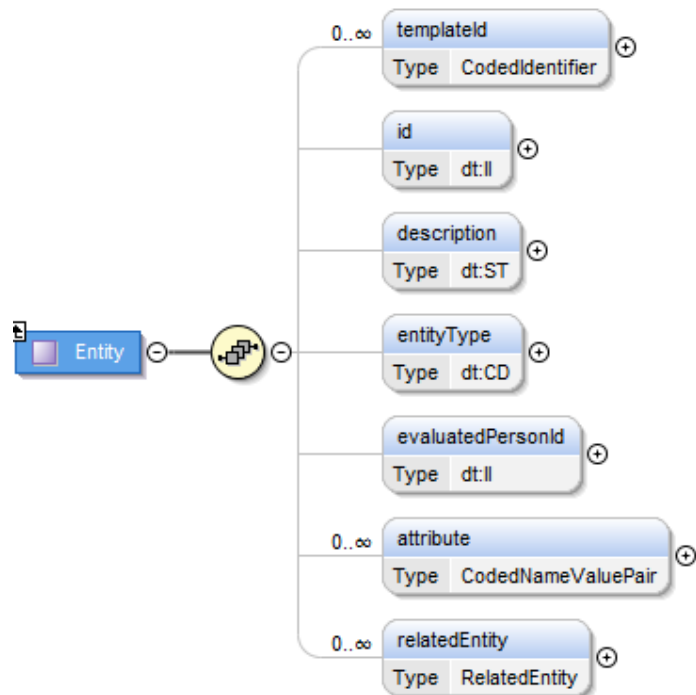 0..∞ templateId
Type CodedIdentifier
id
Type dt:II
description
Type dt:ST
Entity
entityType
Type dt:CD
evaluatedPersonId
Type dt:II
0..∞ attribute
Type CodedNameValuePair
0..∞ relatedEntity
Type RelatedEntity